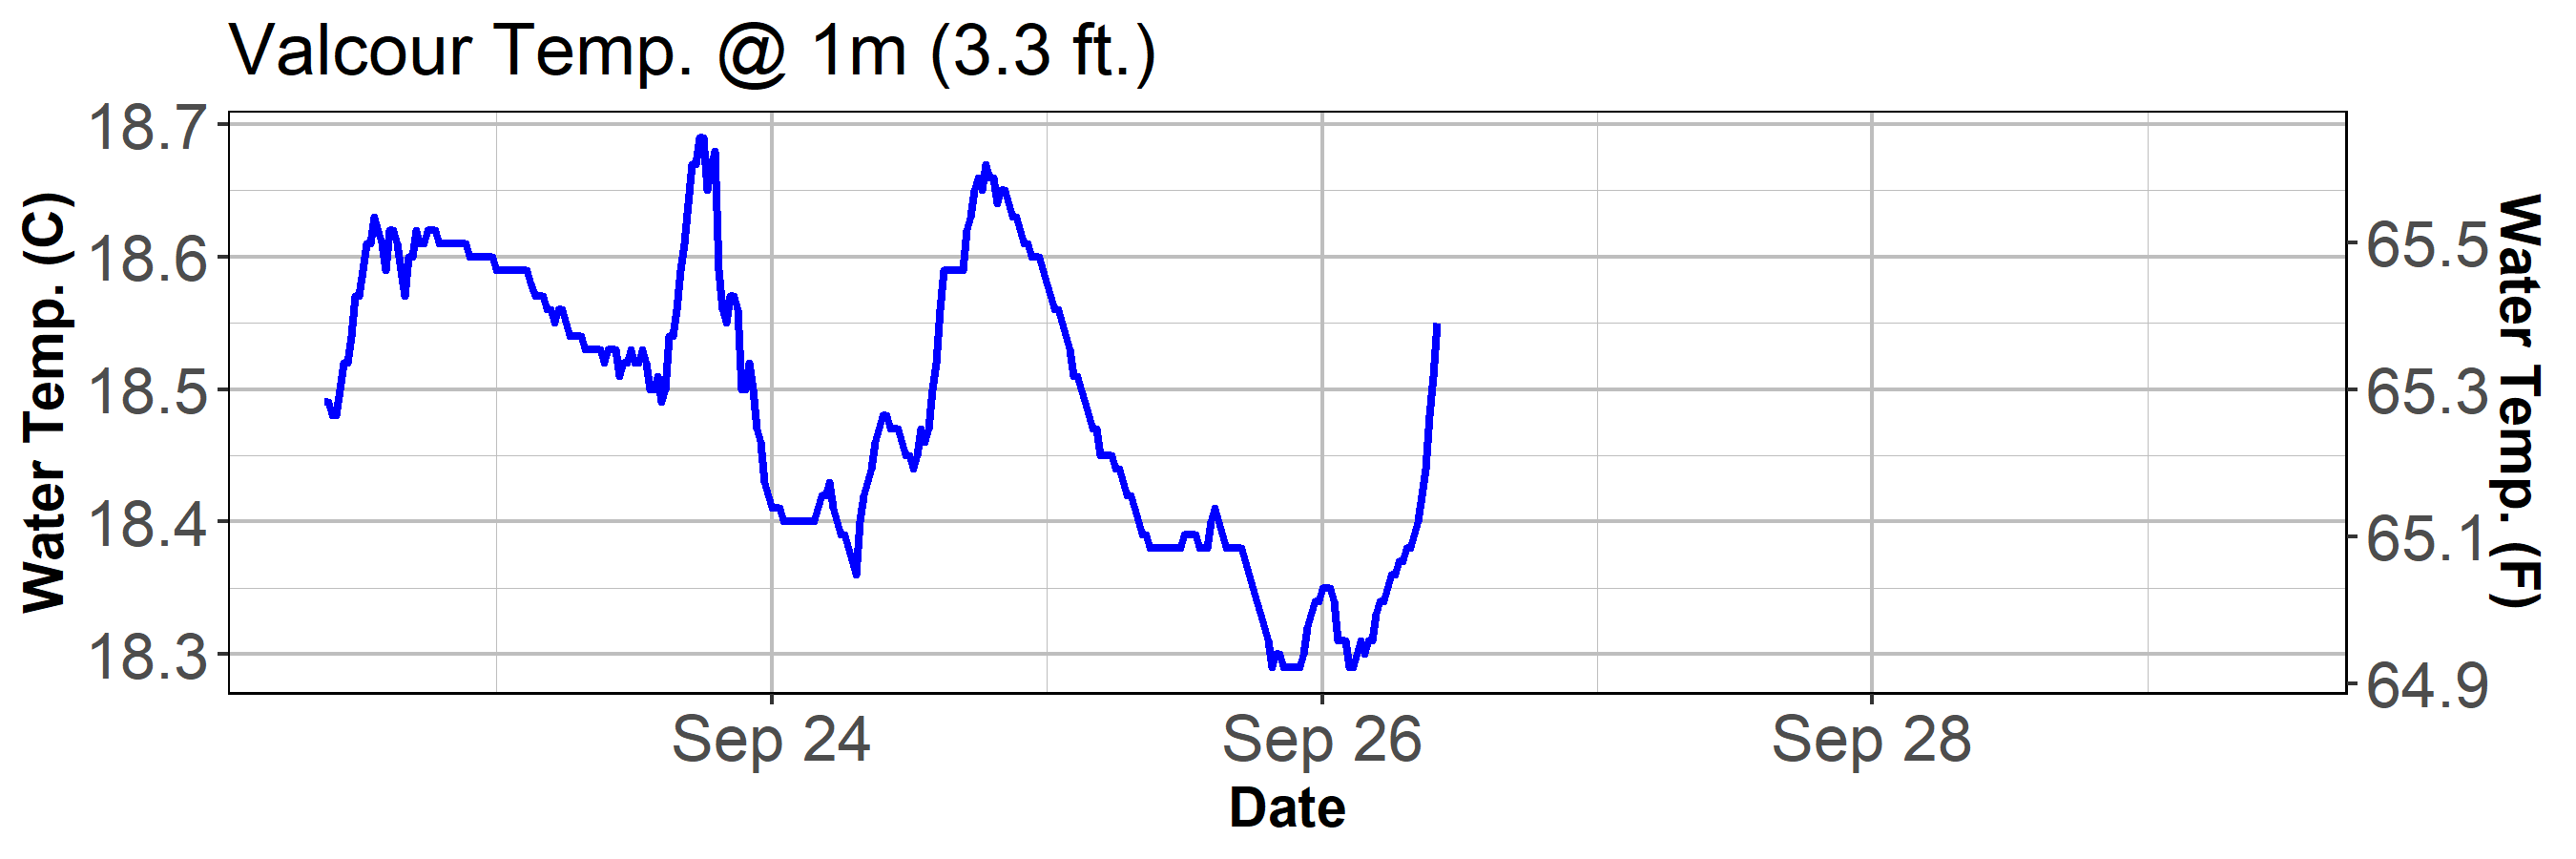 Valcour Temp. @ 1m (3.3 ft.)
Water Temp. (C)
18.7
18.6
18.5
18.4
18.3
65.5
65.3
65.1
64.9
Water Temp. (F)
Sep 24 Sep 26 Sep 28
Date